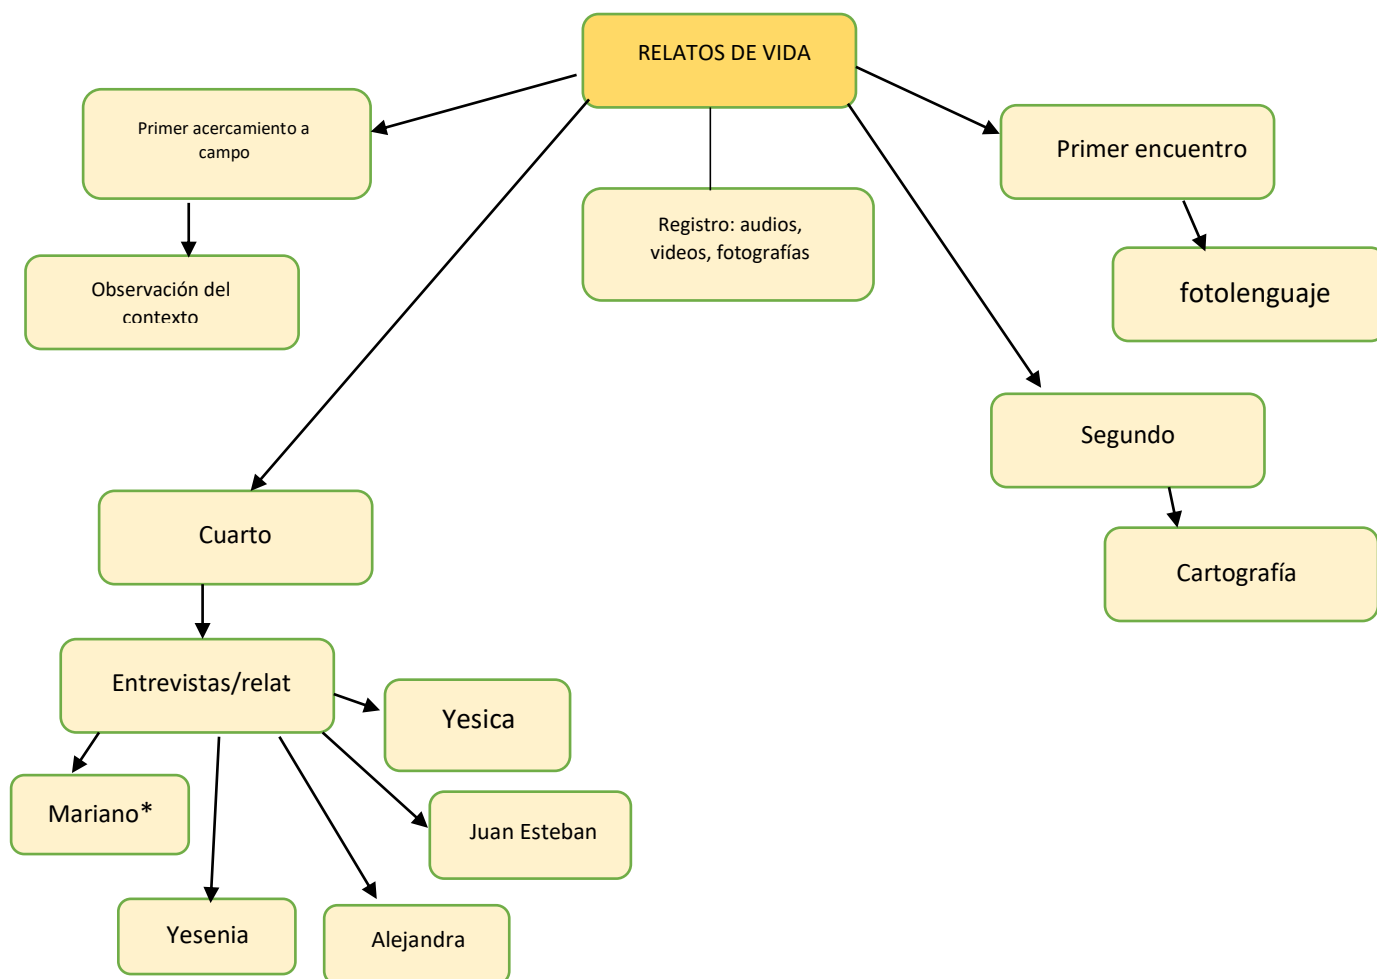 RELATOS DE VIDA
Primer acercamiento a
campo
Primer encuentro
Registro: audios,
videos, fotografías
Observación del
contexto
fotolenguaje
Segundo
Cuarto
Cartografía
Entrevistas/relat
Yesica
Mariano*
Juan Esteban
Yesenia
Alejandra